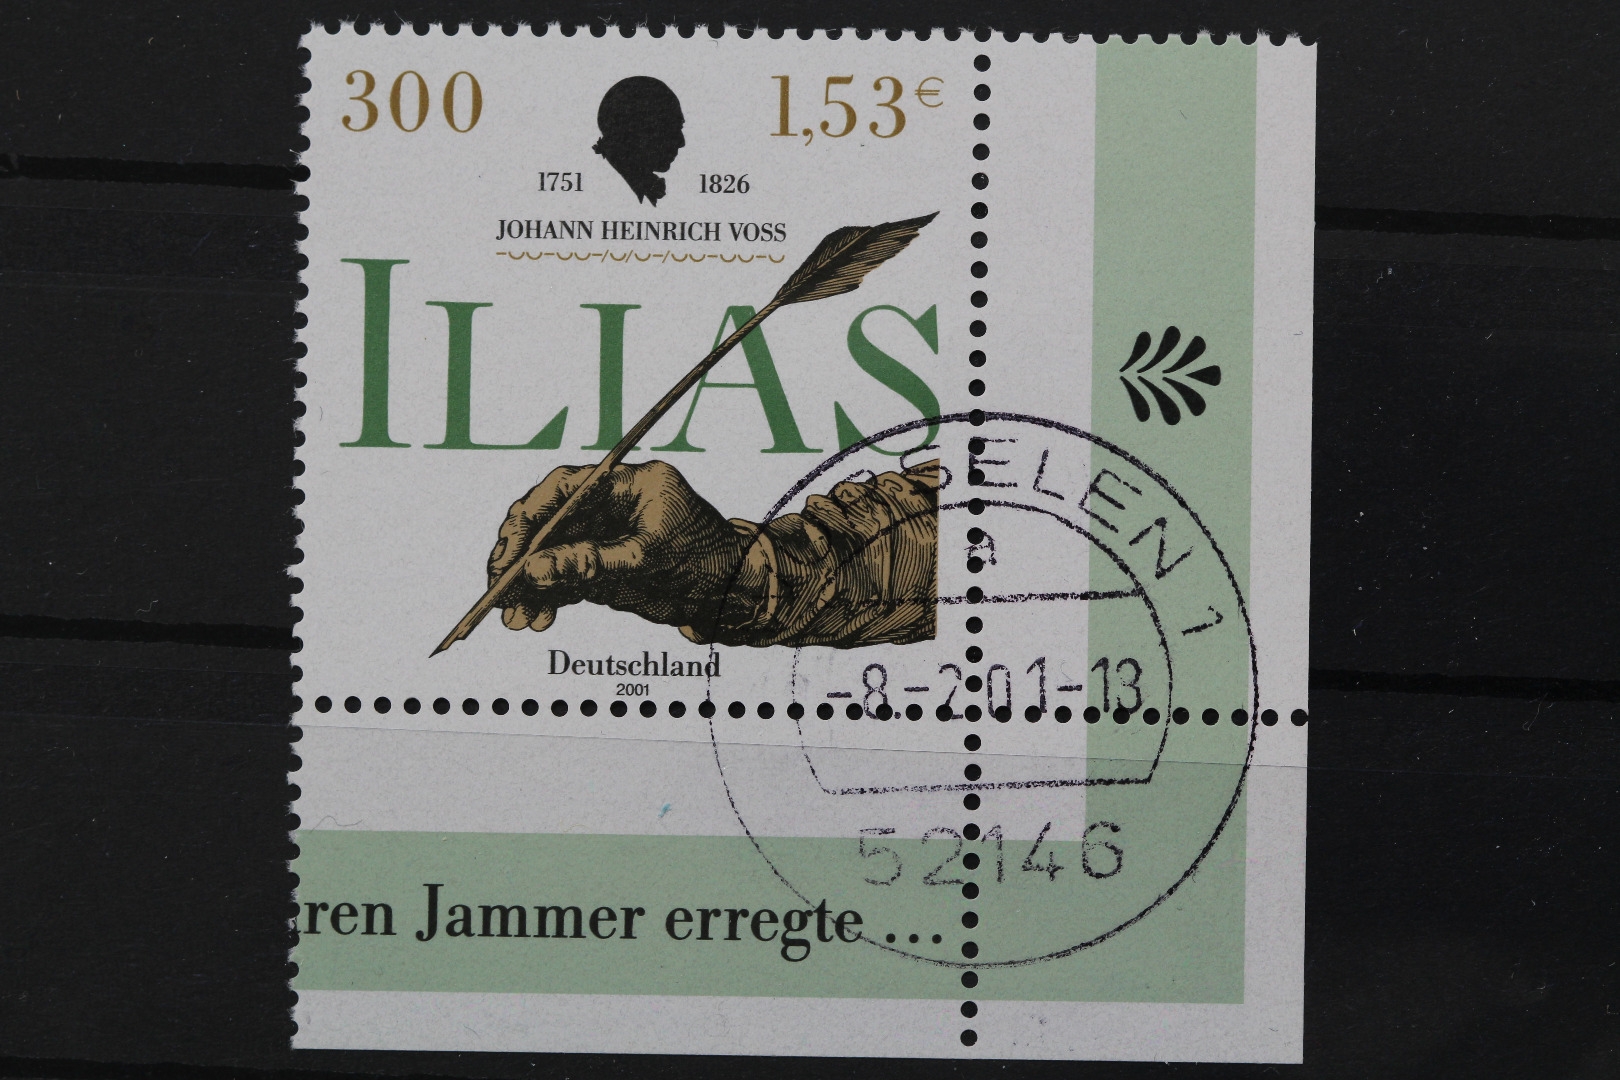 300
1,53€
1751
1826
JOHANN HEINRICH VOSS
ILIAS
SELEN 1
a
Deutschland
2001
-8.-2.01-13
52146
ren Jammer erregte ...